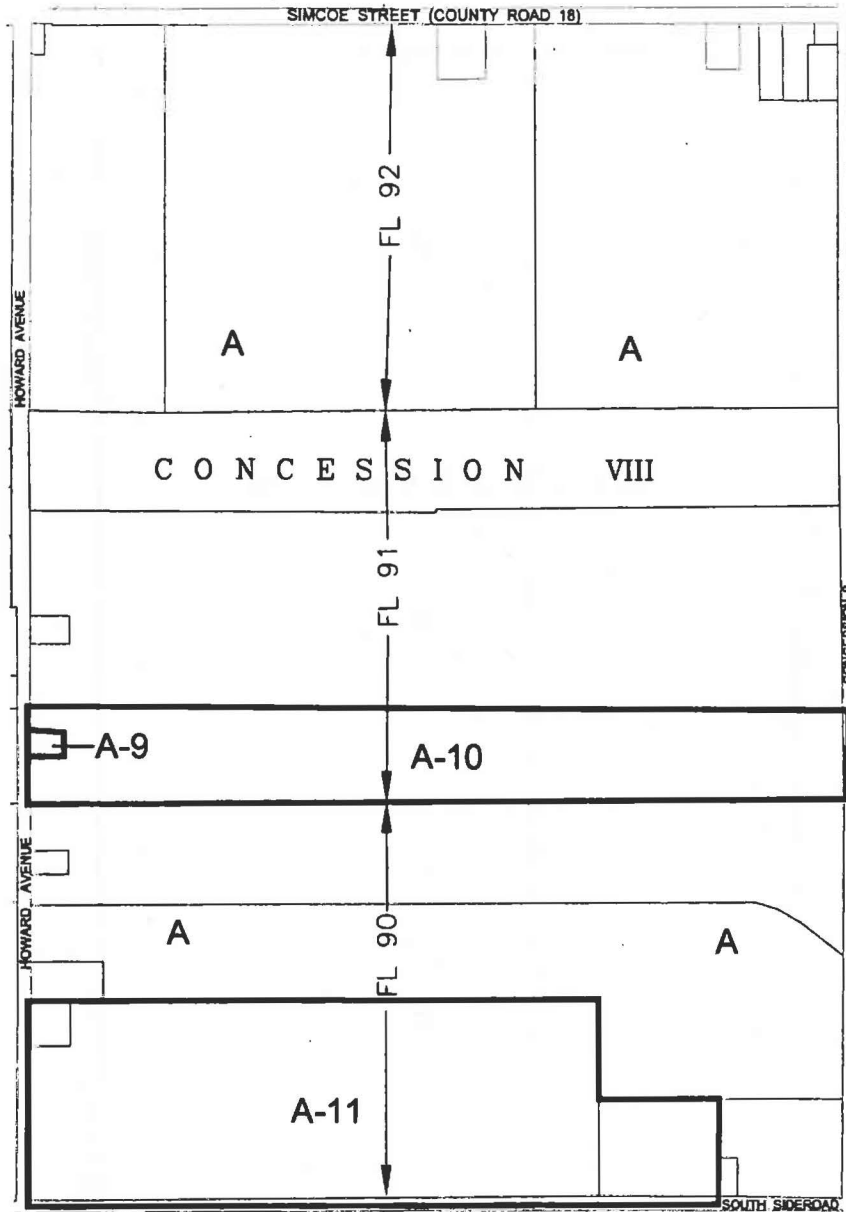 SIMCOE STREET (COUNTY ROAD 18)
FL 92
HOWARD AVENUE
A
A
CONCESSION VIII
FL 91
A-9
A-10
HOWARD AVENUE
A
FL 90
A
A-11
SOUTH SIDEROAD